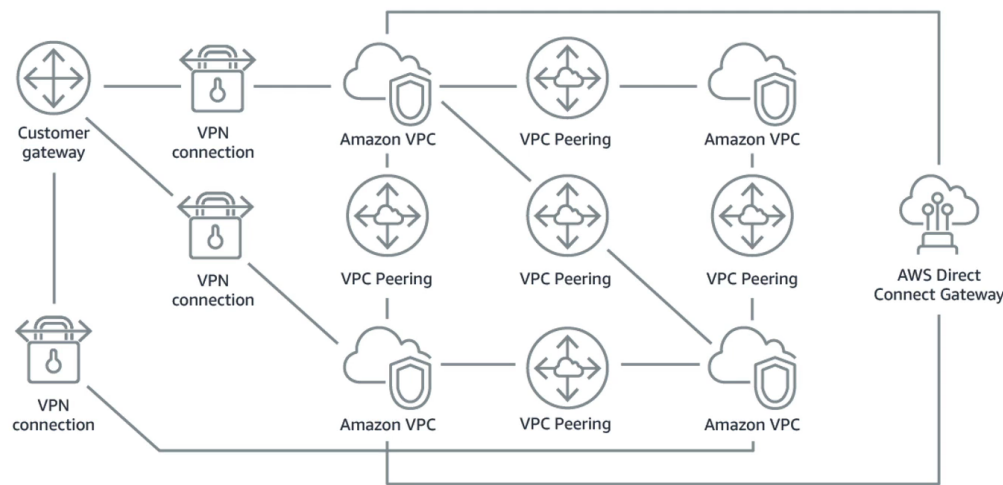 Customer
gateway
VPN
connection
Amazon VPC
VPC Peering
Amazon VPC
VPN
connection
VPC Peering
VPC Peering
VPC Peering
AWS Direct
Connect Gateway
VPN
connection
Amazon VPC
VPC Peering
Amazon VPC